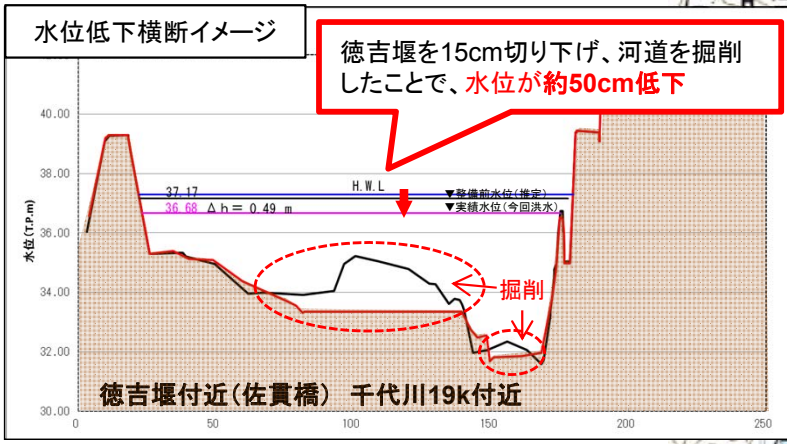 水位低下横断イメージ
徳吉堰を15cm切り下げ、河道を掘削
したことで、水位が約50cm低下
40.00
38.00
36.00
34.00
32.00
30.00
水位(T.P.m)
H.W.L
37.17
▼整備前水位(推定)
36.68 Δh＝ 0.49 m
▼実績水位(今回洪水)
掘削
徳吉堰付近(佐貫橋) 千代川19k付近
0
50
100
150
200
250